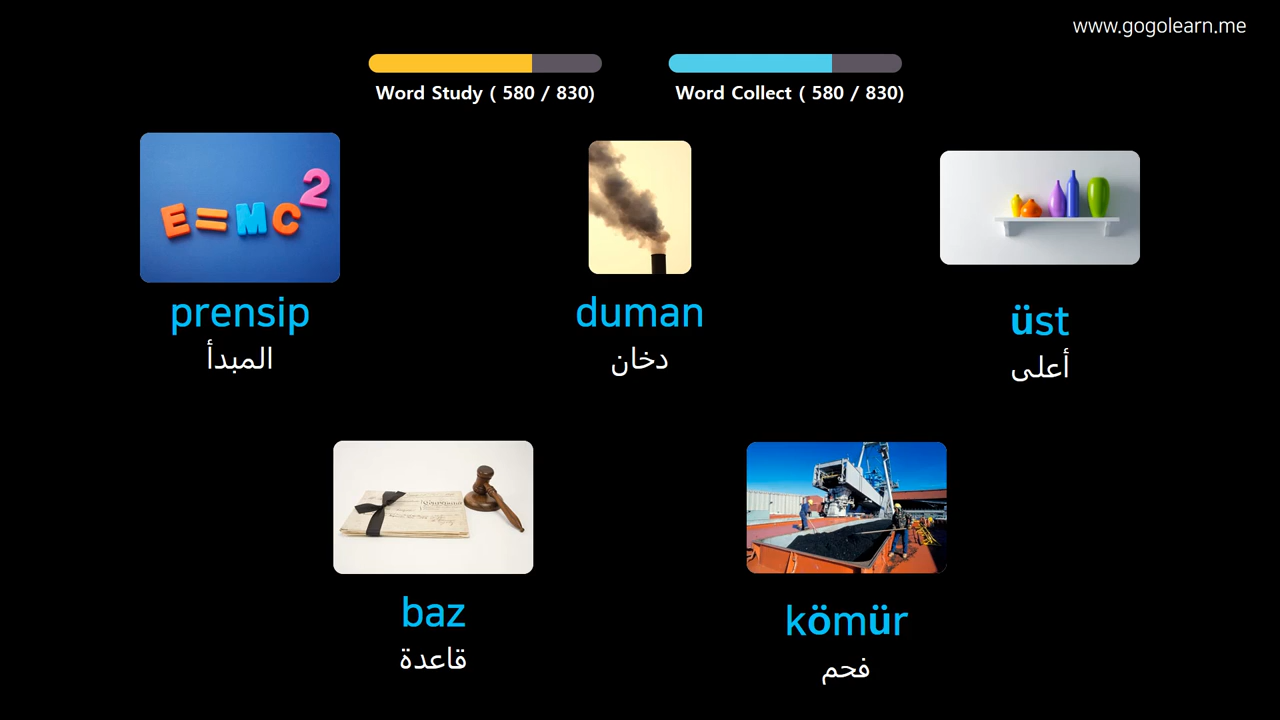 www.gogolearn.me
Word Study ( 580 / 830)
Word Collect ( 580 / 830)
E=MC2
prensip
المبدأ
duman
دخان
üst
أعلى
baz
قاعدة
kömür
فحم